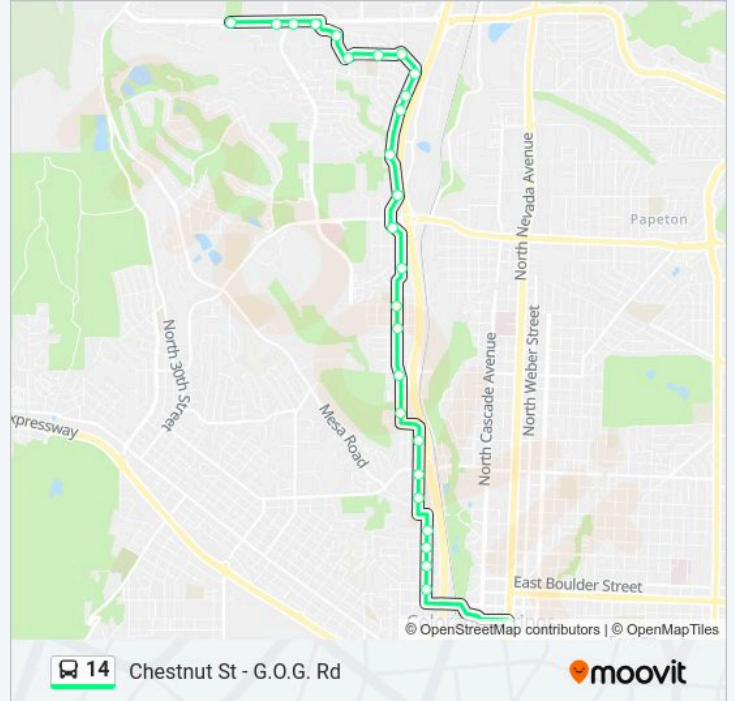 North Nevada Avenue
Papeton
North 30th Street
North Weber Street
North Cascade Avenue
xpressway
Mesa Road
East Boulder Street
© OpenStreetMap contributors | © OpenMapTiles
14 Chestnut St - G.O.G. Rd
moovit